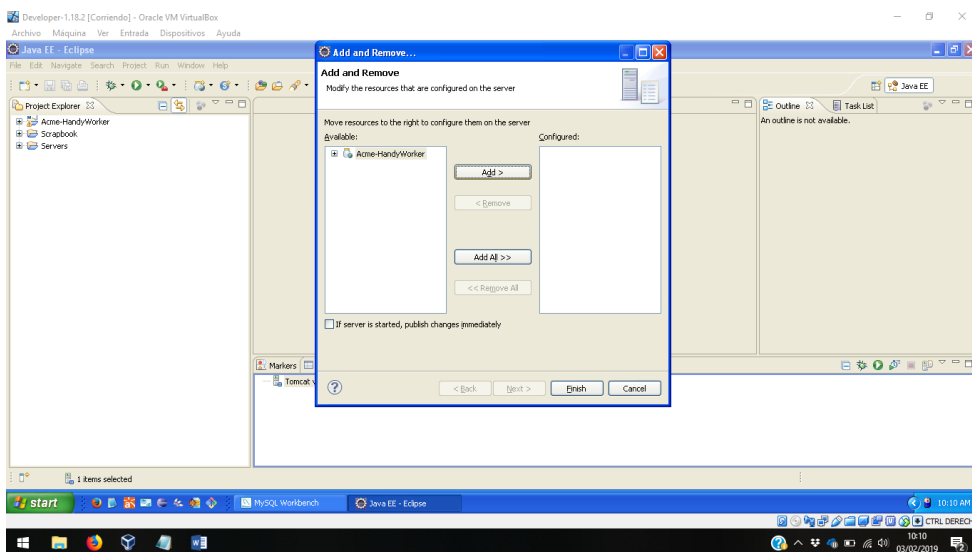 Developer-1.18.2 [Corriendo] - Oracle VM VirtualBox
Archivo Máquina Ver Entrada Dispositivos Ayuda
Java EE - Eclipse
File Edit Navigate Search Project Run Window Help
Java EE
Project Explorer
Acme-HandyWorker
Scrapbook
Servers
Add and Remove...
Add and Remove
Modify the resources that are configured on the server
Move resources to the right to configure them on the server
Available:
Configured:
Acme-HandyWorker
Add >
< Remove
Add All >>
<< Remove All
If server is started, publish changes immediately
< Back Next > Finish Cancel
Outline Task List
An outline is not available.
Markers
Tomcat v
1 items selected
start
MySQL Workbench
Java EE - Eclipse
10:10 AM
CTRL DERECH
10:10
03/02/2019